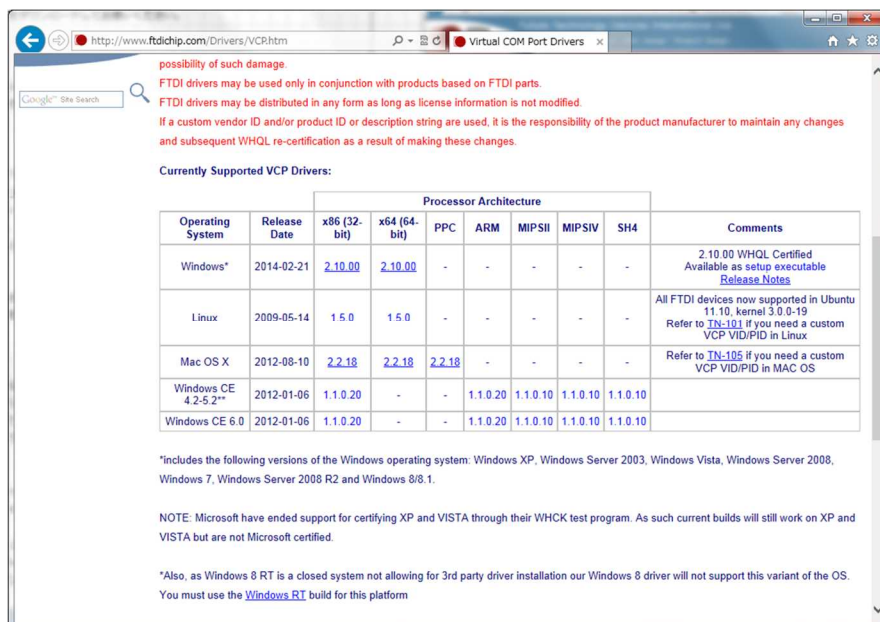 http://www.ftdichip.com/Drivers/VCP.htm
Virtual COM Port Drivers
Google™ Site Search
possibility of such damage.
FTDI drivers may be used only in conjunction with products based on FTDI parts.
FTDI drivers may be distributed in any form as long as license information is not modified.
If a custom vendor ID and/or product ID or description string are used, it is the responsibility of the product manufacturer to maintain any changes
and subsequent WHQL re-certification as a result of making these changes.
Currently Supported VCP Drivers:
Processor Architecture
Operating System Release Date x86 (32-bit) x64 (64-bit) PPC ARM MIPSII MIPSIV SH4 Comments
Windows* 2014-02-21 2.10.00 2.10.00 - - - - - 2.10.00 WHQL Certified
Available as setup executable
Release Notes
Linux 2009-05-14 1.5.0 1.5.0 - - - - - All FTDI devices now supported in Ubuntu
11.10, kernel 3.0.0-19
Refer to TN-101 if you need a custom
VCP VID/PID in Linux
Mac OS X 2012-08-10 2.2.18 2.2.18 2.2.18 - - - - Refer to TN-105 if you need a custom
VCP VID/PID in MAC OS
Windows CE 4.2-5.2** 2012-01-06 1.1.0.20 - - 1.1.0.20 1.1.0.10 1.1.0.10 1.1.0.10
Windows CE 6.0 2012-01-06 1.1.0.20 - - 1.1.0.20 1.1.0.10 1.1.0.10 1.1.0.10
*includes the following versions of the Windows operating system: Windows XP, Windows Server 2003, Windows Vista, Windows Server 2008,
Windows 7, Windows Server 2008 R2 and Windows 8/8.1.
NOTE: Microsoft have ended support for certifying XP and VISTA through their WHCK test program. As such current builds will still work on XP and
VISTA but are not Microsoft certified.
*Also, as Windows 8 RT is a closed system not allowing for 3rd party driver installation our Windows 8 driver will not support this variant of the OS.
You must use the Windows RT build for this platform